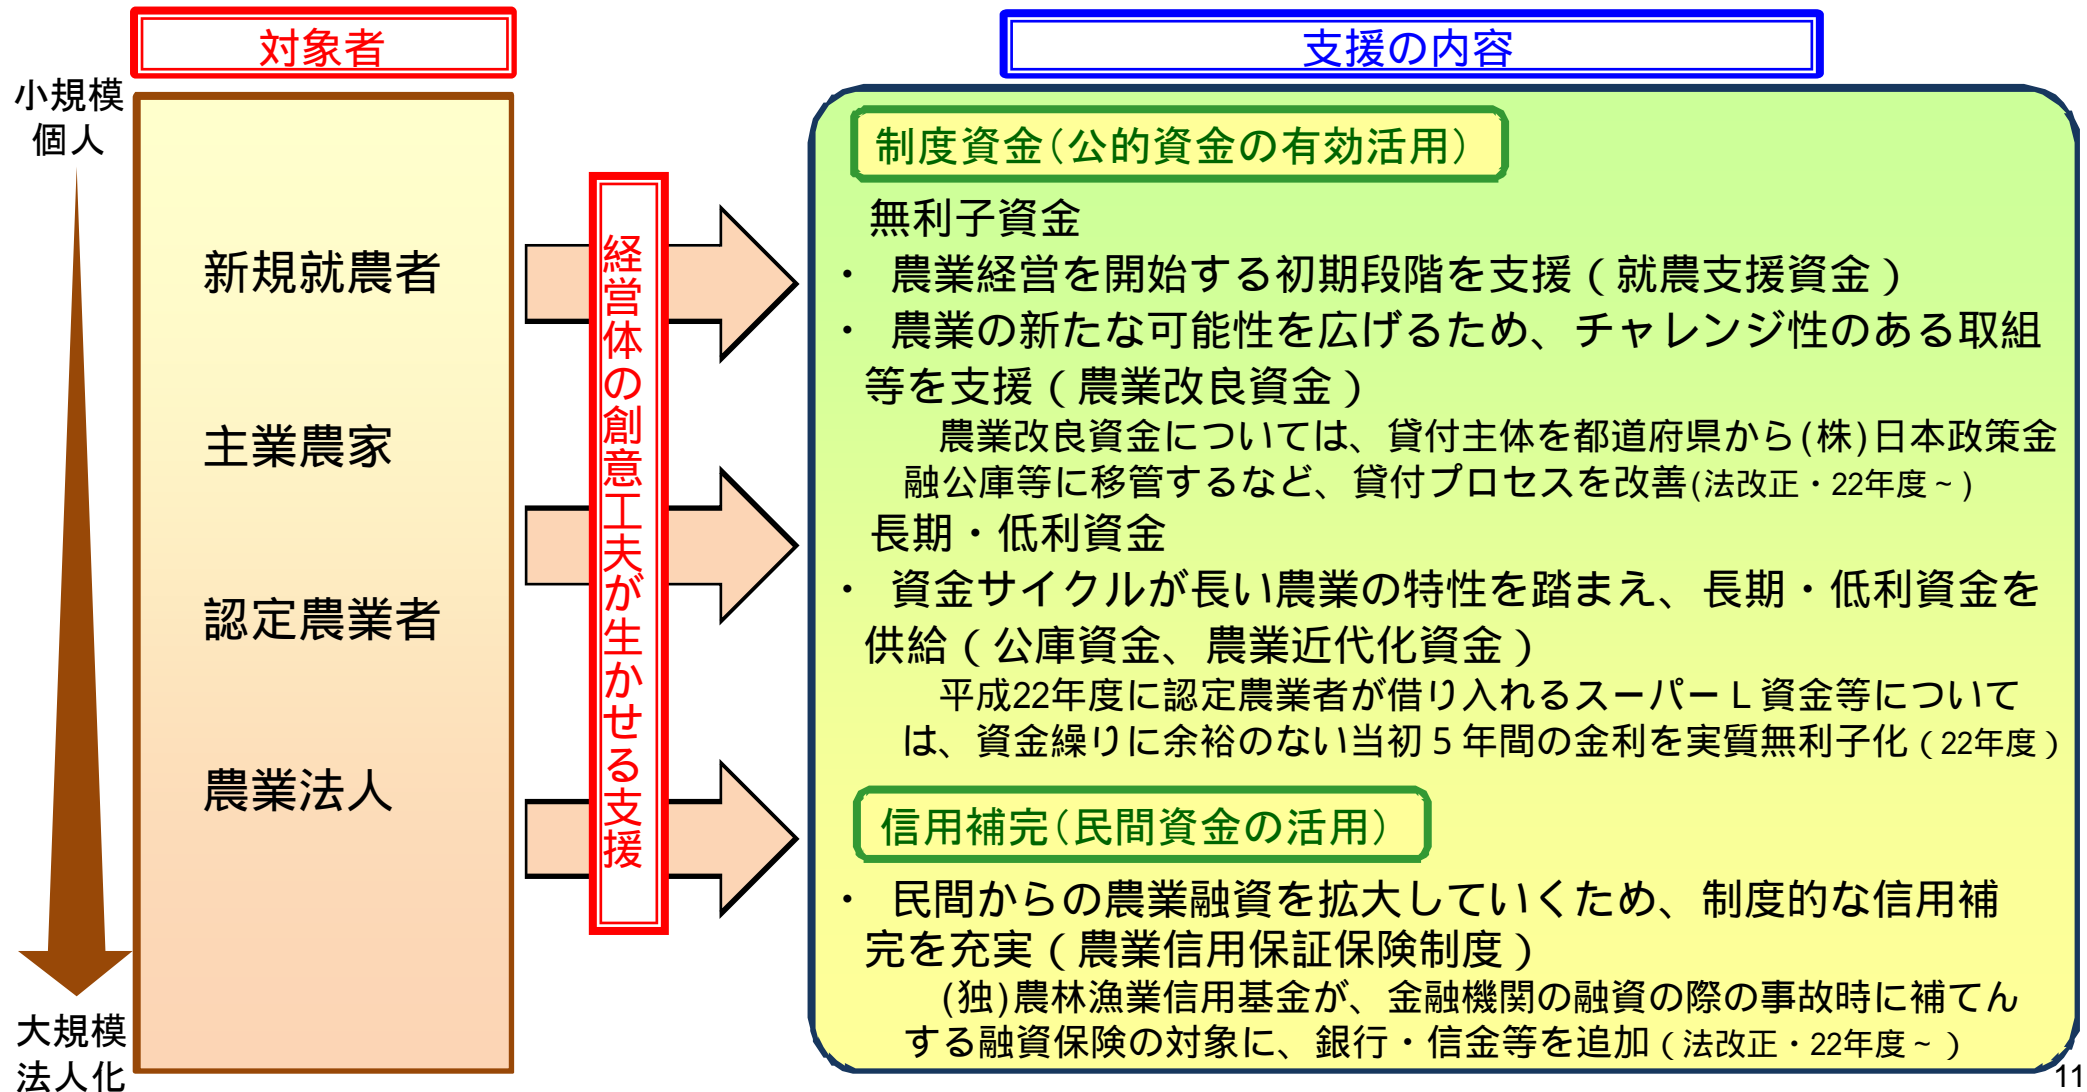 対象者
支援の内容
小規模
個人
新規就農者
主業農家
認定農業者
農業法人
大規模
法人化
経営体の創意工夫が生かせる支援
制度資金(公的資金の有効活用)
無利子資金
・ 農業経営を開始する初期段階を支援(就農支援資金)
・ 農業の新たな可能性を広げるため、チャレンジ性のある取組
等を支援(農業改良資金)
農業改良資金については、貸付主体を都道府県から(株)日本政策金
融公庫等に移管するなど、貸付プロセスを改善(法改正・22年度~)
長期・低利資金
・ 資金サイクルが長い農業の特性を踏まえ、長期・低利資金を
供給(公庫資金、農業近代化資金)
平成22年度に認定農業者が借り入れるスーパーL資金等について
は、資金繰りに余裕のない当初5年間の金利を実質無利子化(22年度)
信用補完(民間資金の活用)
・ 民間からの農業融資を拡大していくため、制度的な信用補
完を充実(農業信用保証保険制度)
(独)農林漁業信用基金が、金融機関の融資の際の事故時に補てん
する融資保険の対象に、銀行・信金等を追加(法改正・22年度~)
11